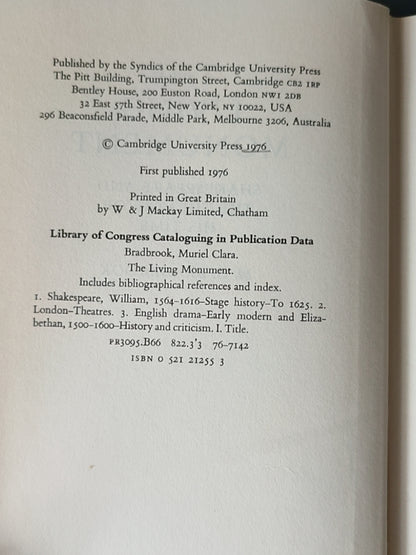 Published by the Syndics of the Cambridge University Press
The Pitt Building, Trumpington Street, Cambridge CB2 1RP
Bentley House, 200 Euston Road, London NW1 2DB
32 East 57th Street, New York, NY 10022, USA
296 Beaconsfield Parade, Middle Park, Melbourne 3206, Australia
© Cambridge University Press 1976
First published 1976
Printed in Great Britain
by W & J Mackay Limited, Chatham
Library of Congress Cataloguing in Publication Data
Bradbrook, Muriel Clara.
The Living Monument.
Includes bibliographical references and index.
1. Shakespeare, William, 1564–1616–Stage history–To 1625. 2.
London–Theatres. 3. English drama–Early modern and Eliza-
bethan, 1500–1600–History and criticism. I. Title.
PR3095.B66 822.3'3 76–7142
ISBN 0 521 21255 3